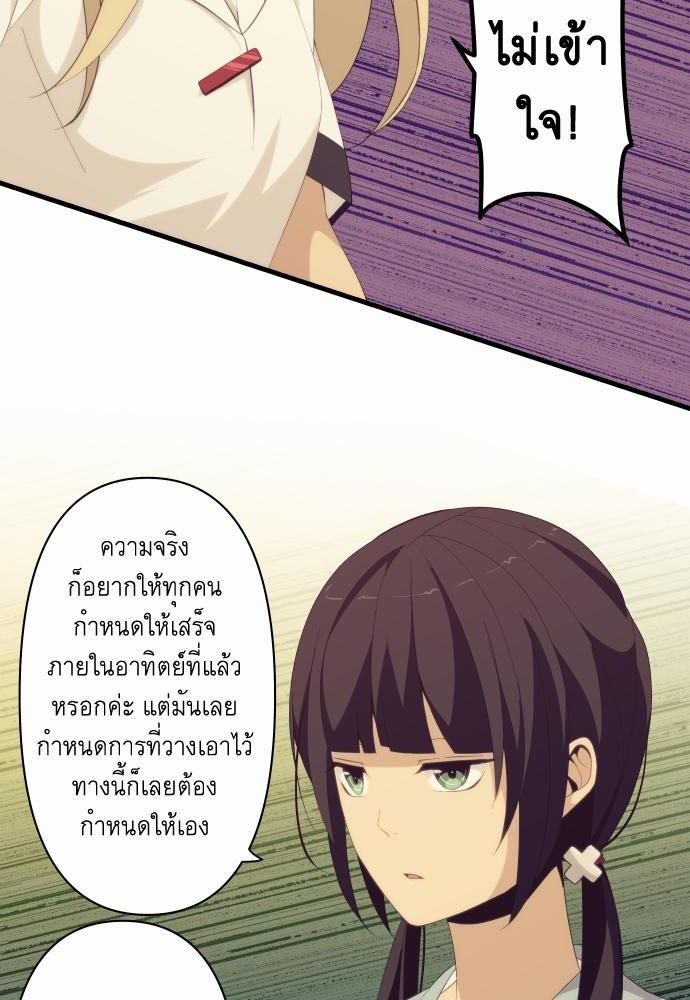 ไม่เข้า
ใจ!
ความจริง
ก็อยากให้ทุกคน
กำหนดให้เสร็จ
ภายในอาทิตย์ที่แล้ว
หรอกค่ะ แต่มันเลย
กำหนดการที่วางเอาไว้
ทางนี้ก็เลยต้อง
กำหนดให้เอง